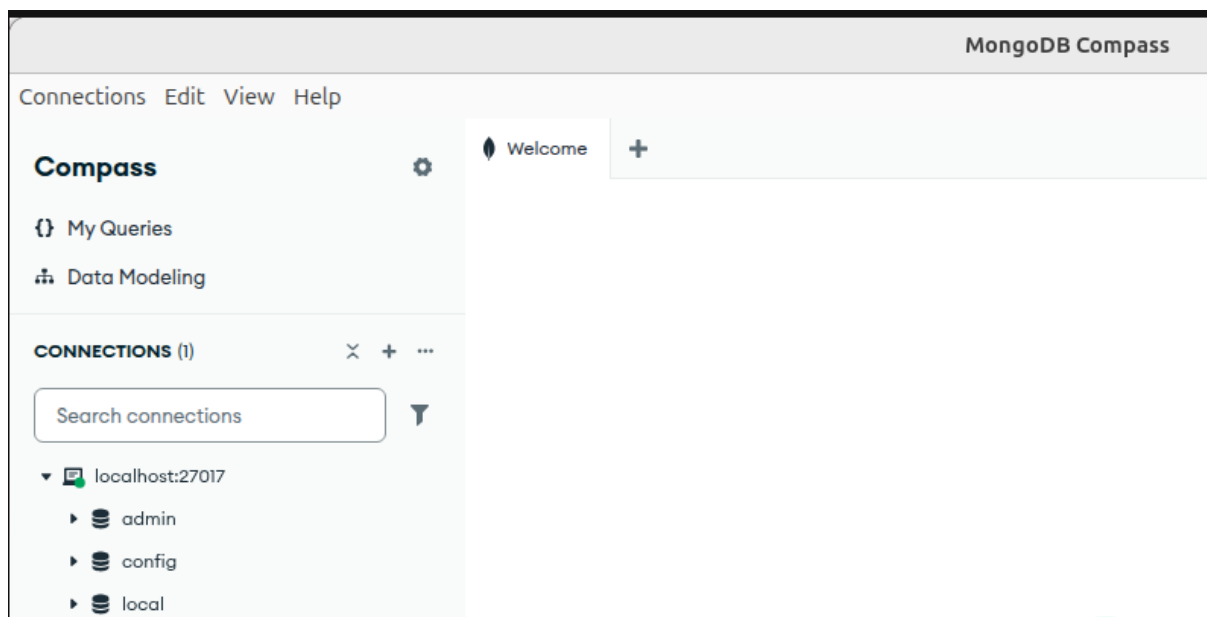 MongoDB Compass
Connections Edit View Help
Compass
Welcome
{} My Queries
Data Modeling
CONNECTIONS (1)
Search connections
localhost:27017
admin
config
local